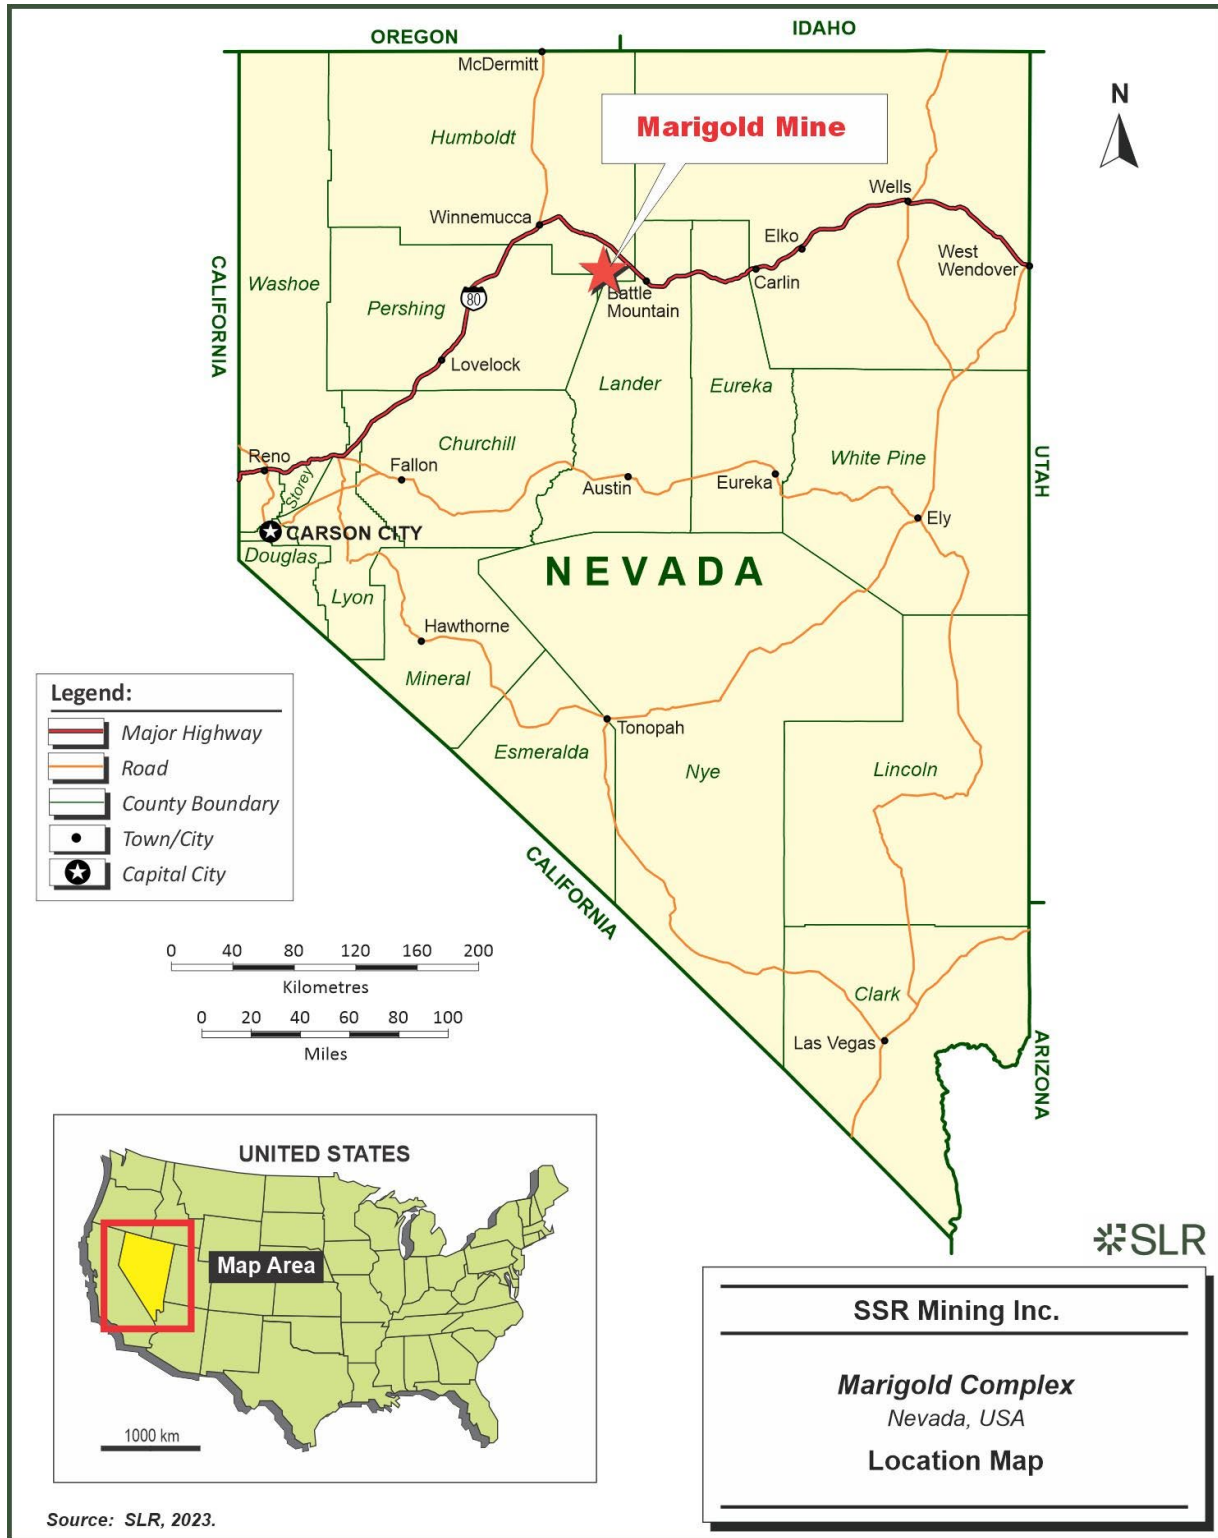 OREGON
IDAHO
McDermitt
N
Marigold Mine
Humboldt
Wells
Winnemucca
Elko
West
Wendover
CALIFORNIA
Washoe
Carlin
80
Battle
Mountain
Pershing
Lovelock
Lander
Eureka
Churchill
Reno
Fallon
White Pine
UTAH
Storey
Austin
Eureka
Ely
CARSON CITY
Douglas
NEVADA
Lyon
Hawthorne
Mineral
Tonopah
Esmeralda
Nye
Lincoln
Legend:
Major Highway
Road
County Boundary
Town/City
Capital City
CALIFORNIA
0 40 80 120 160 200
Kilometres
0 20 40 60 80 100
Miles
Clark
Las Vegas
ARIZONA
UNITED STATES
Map Area
1000 km
SLR
SSR Mining Inc.
Marigold Complex
Nevada, USA
Location Map
Source: SLR, 2023.